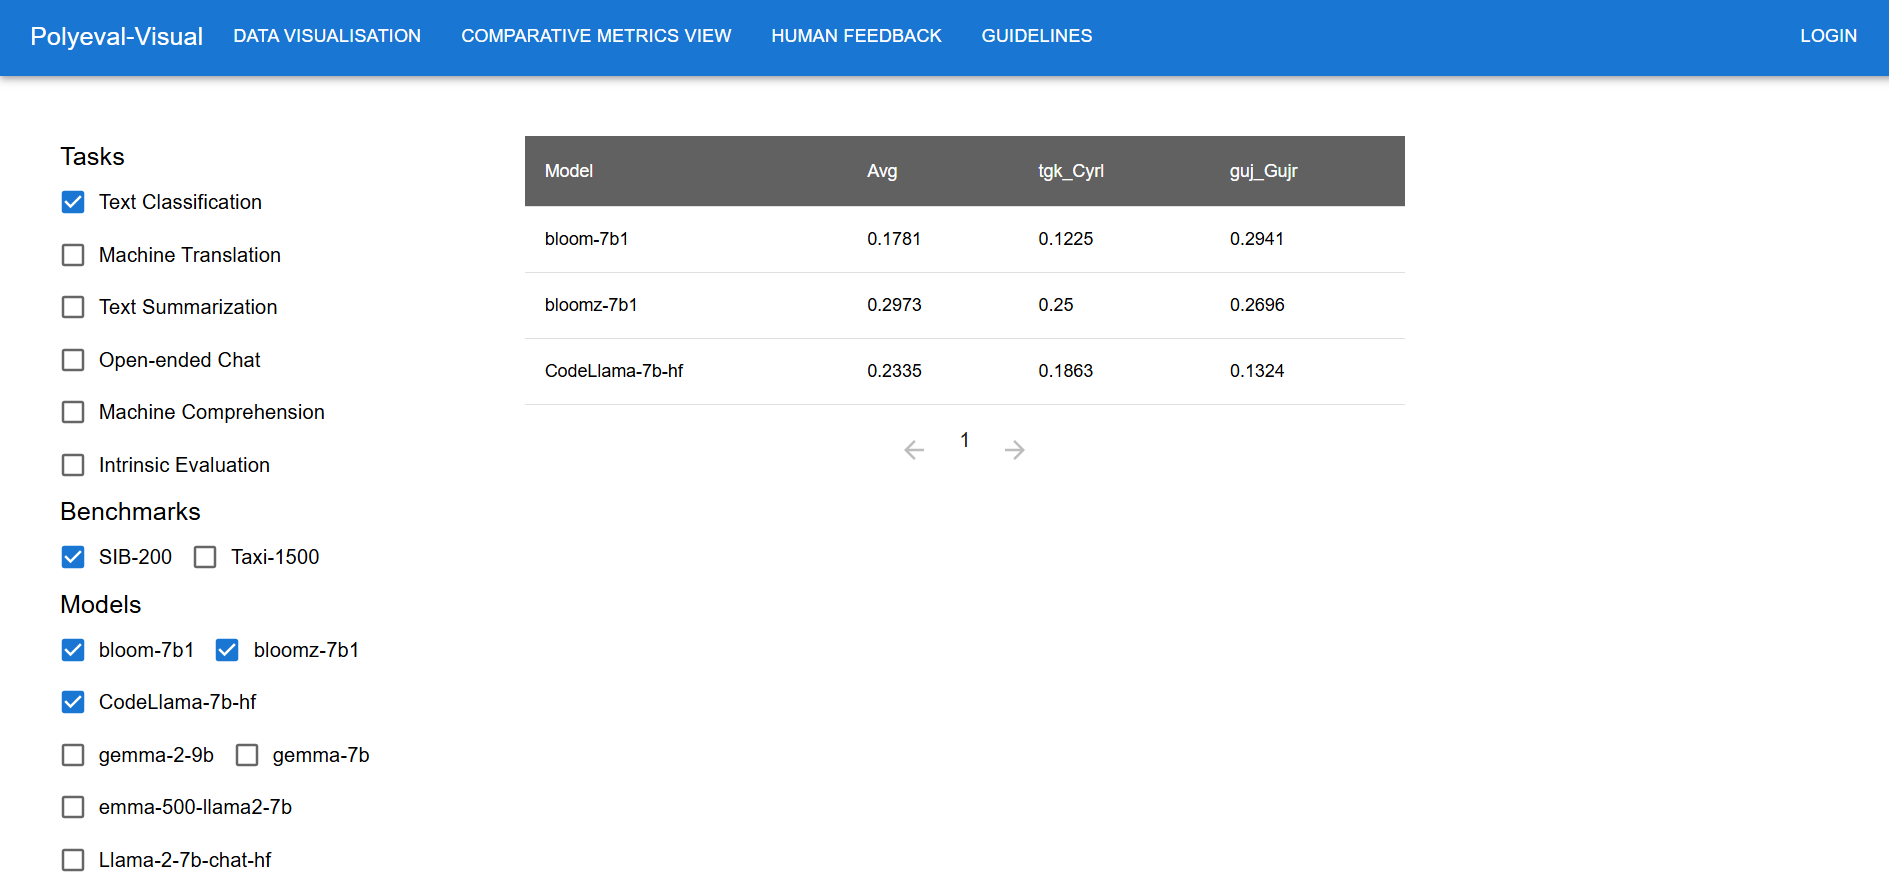 Polyeval-Visual DATA VISUALISATION COMPARATIVE METRICS VIEW HUMAN FEEDBACK GUIDELINES LOGIN
Tasks
Text Classification
Machine Translation
Text Summarization
Open-ended Chat
Machine Comprehension
Intrinsic Evaluation
Benchmarks
SIB-200 Taxi-1500
Models
bloom-7b1 bloomz-7b1
CodeLlama-7b-hf
gemma-2-9b gemma-7b
emma-500-llama2-7b
Llama-2-7b-chat-hf
Model Avg tgk_Cyrl guj_Gujr
bloom-7b1 0.1781 0.1225 0.2941
bloomz-7b1 0.2973 0.25 0.2696
CodeLlama-7b-hf 0.2335 0.1863 0.1324
1